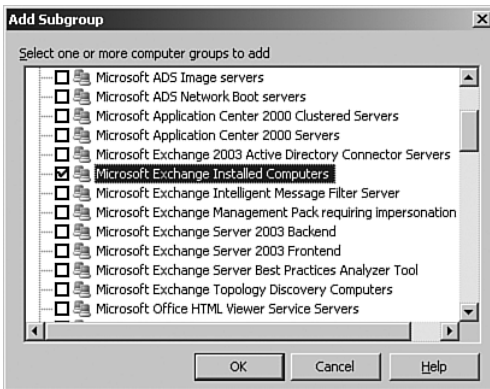 Add Subgroup
Select one or more computer groups to add
Microsoft ADS Image servers
Microsoft ADS Network Boot servers
Microsoft Application Center 2000 Clustered Servers
Microsoft Application Center 2000 Servers
Microsoft Exchange 2003 Active Directory Connector Servers
Microsoft Exchange Installed Computers
Microsoft Exchange Intelligent Message Filter Server
Microsoft Exchange Management Pack requiring impersonation
Microsoft Exchange Server 2003 Backend
Microsoft Exchange Server 2003 Frontend
Microsoft Exchange Server Best Practices Analyzer Tool
Microsoft Exchange Topology Discovery Computers
Microsoft Office HTML Viewer Service Servers
OK Cancel Help